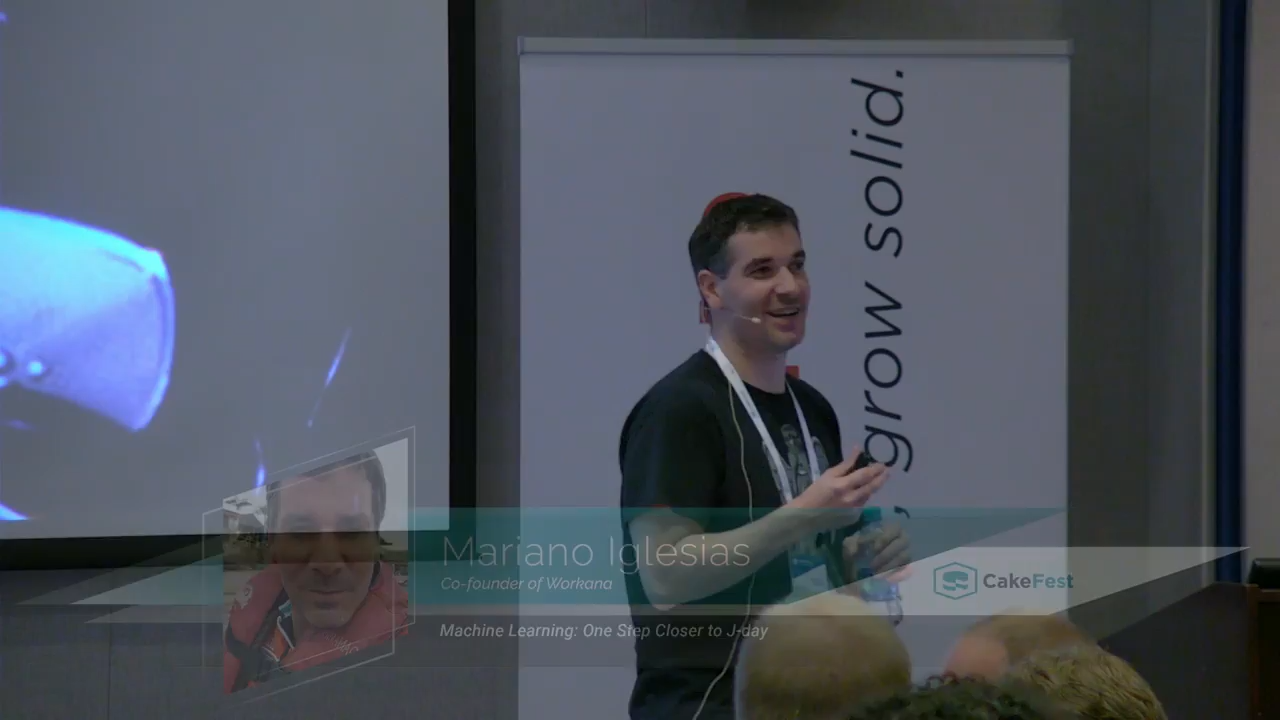 , grow solid.
Mariano Iglesias
Co-founder of Workana
CakeFest
Machine Learning: One Step Closer to J-day